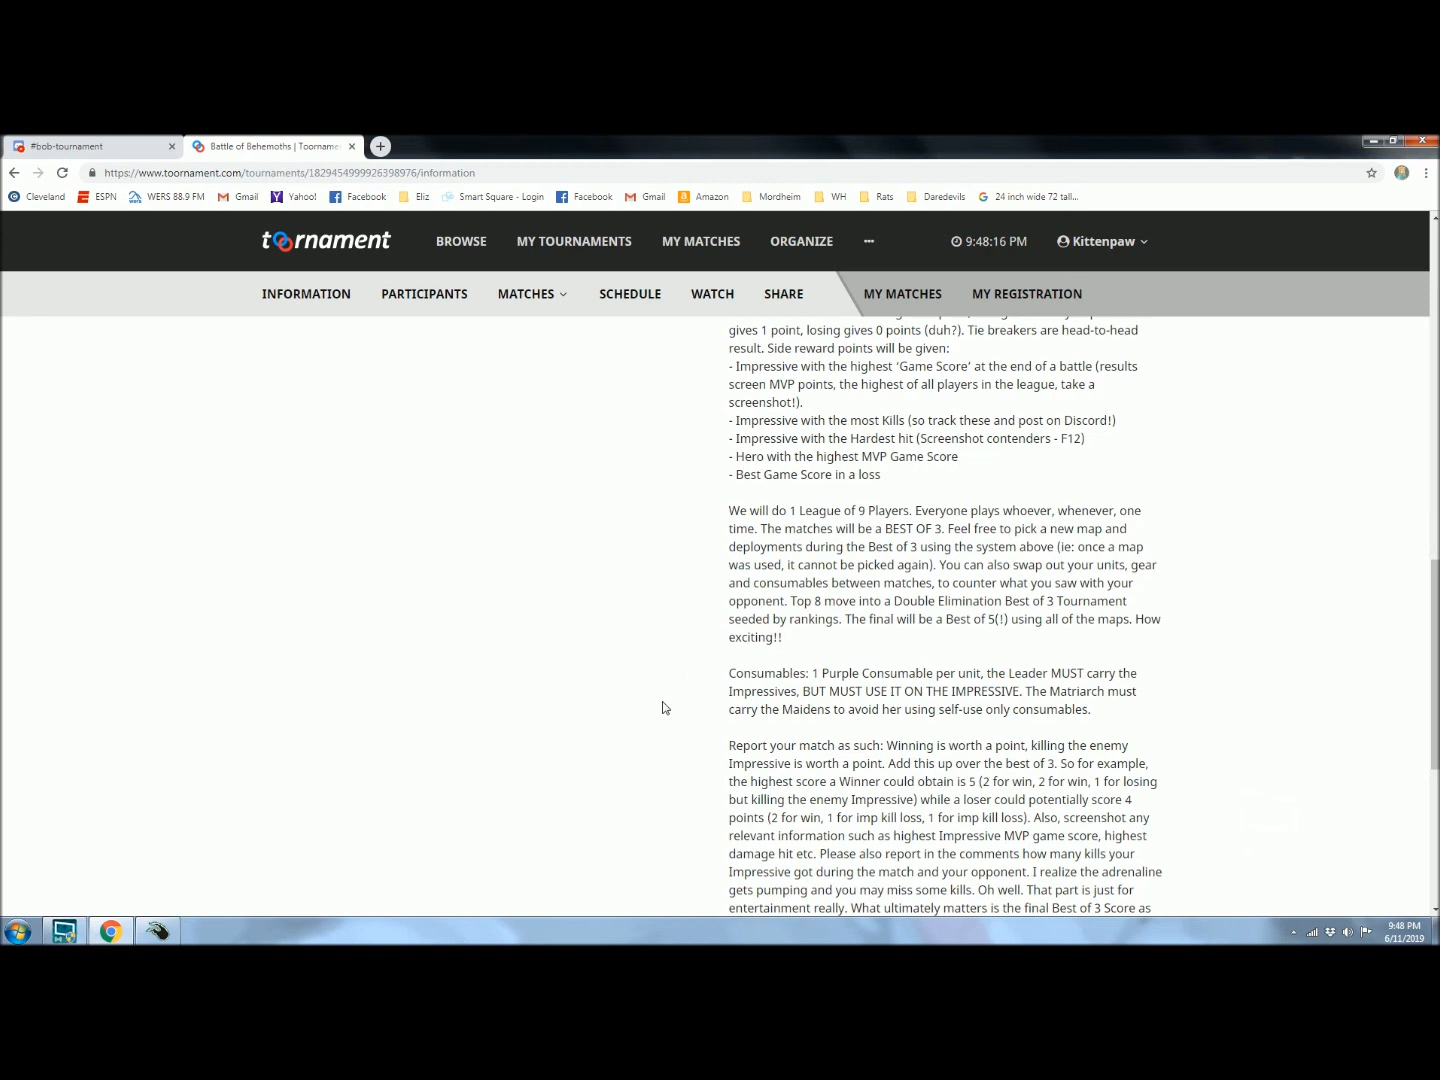 #bob-tournament
Battle of Behemoths | Toorname
https://www.toornament.com/tournaments/1829454999926398976/information
Cleveland ESPN WERS 88.9 FM Gmail Yahoo! Facebook Eliz Smart Square - Login Facebook Gmail Amazon Mordheim WH Rats Daredevils 24 inch wide 72 tall...
toornament BROWSE MY TOURNAMENTS MY MATCHES ORGANIZE ••• 9:48:16 PM Kittenpaw
INFORMATION PARTICIPANTS MATCHES SCHEDULE WATCH SHARE MY MATCHES MY REGISTRATION
gives 1 point, losing gives 0 points (duh?). Tie breakers are head-to-head
result. Side reward points will be given:
- Impressive with the highest ‘Game Score’ at the end of a battle (results
screen MVP points, the highest of all players in the league, take a
screenshot!).
- Impressive with the most Kills (so track these and post on Discord!)
- Impressive with the Hardest hit (Screenshot contenders - F12)
- Hero with the highest MVP Game Score
- Best Game Score in a loss
We will do 1 League of 9 Players. Everyone plays whoever, whenever, one
time. The matches will be a BEST OF 3. Feel free to pick a new map and
deployments during the Best of 3 using the system above (ie: once a map
was used, it cannot be picked again). You can also swap out your units, gear
and consumables between matches, to counter what you saw with your
opponent. Top 8 move into a Double Elimination Best of 3 Tournament
seeded by rankings. The final will be a Best of 5(!) using all of the maps. How
exciting!!
Consumables: 1 Purple Consumable per unit, the Leader MUST carry the
Impressives, BUT MUST USE IT ON THE IMPRESSIVE. The Matriarch must
carry the Maidens to avoid her using self-use only consumables.
Report your match as such: Winning is worth a point, killing the enemy
Impressive is worth a point. Add this up over the best of 3. So for example,
the highest score a Winner could obtain is 5 (2 for win, 2 for win, 1 for losing
but killing the enemy Impressive) while a loser could potentially score 4
points (2 for win, 1 for imp kill loss, 1 for imp kill loss). Also, screenshot any
relevant information such as highest Impressive MVP game score, highest
damage hit etc. Please also report in the comments how many kills your
Impressive got during the match and your opponent. I realize the adrenaline
gets pumping and you may miss some kills. Oh well. That part is just for
entertainment really. What ultimately matters is the final Best of 3 Score as
9:48 PM
6/11/2019